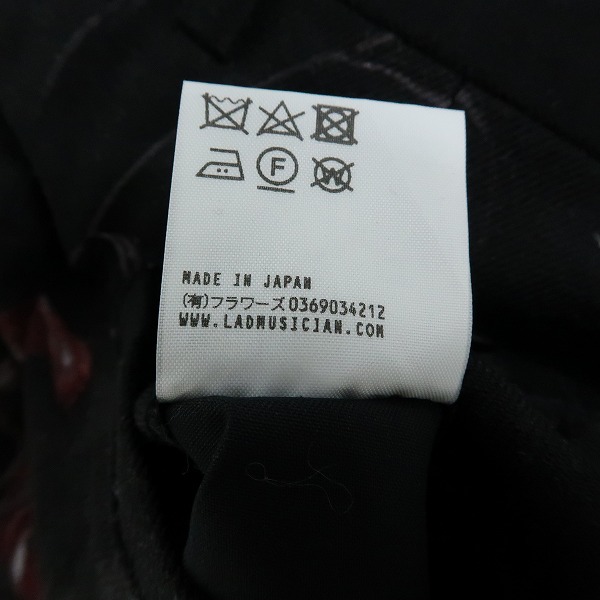 F
W
MADE IN JAPAN
(有)フラワーズ0369034212
WWW.LADMUSICIAN.COM